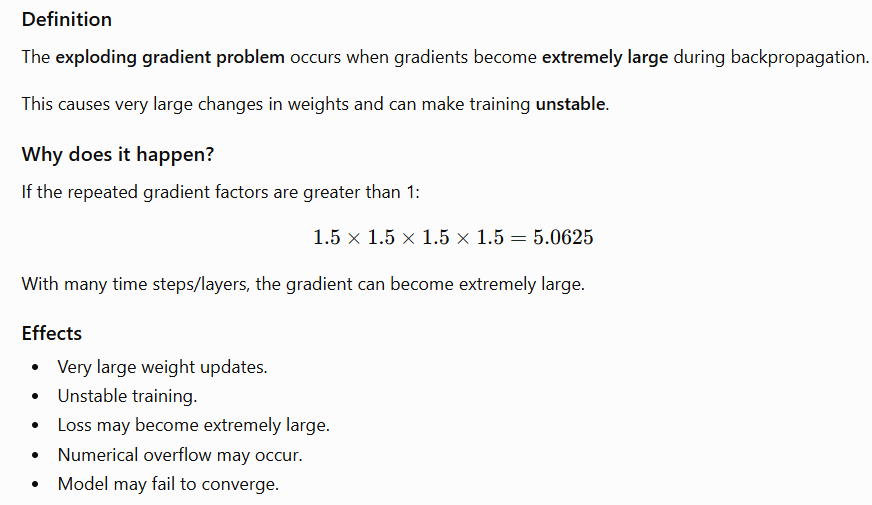 Definition
The exploding gradient problem occurs when gradients become extremely large during backpropagation.
This causes very large changes in weights and can make training unstable.
Why does it happen?
If the repeated gradient factors are greater than 1:
1.5 × 1.5 × 1.5 × 1.5 = 5.0625
With many time steps/layers, the gradient can become extremely large.
Effects
• Very large weight updates.
• Unstable training.
• Loss may become extremely large.
• Numerical overflow may occur.
• Model may fail to converge.